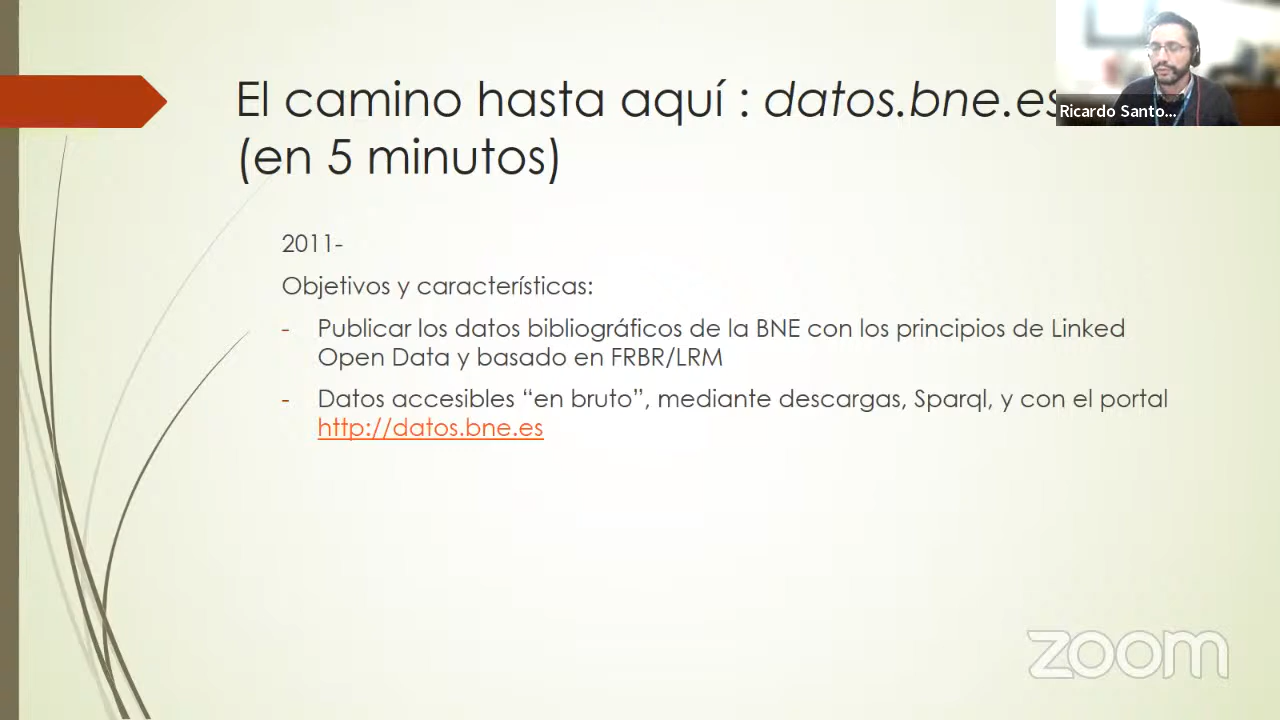 El camino hasta aquí : datos.bne.es
(en 5 minutos)
Ricardo Santo...
2011-
Objetivos y características:
- Publicar los datos bibliográficos de la BNE con los principios de Linked
Open Data y basado en FRBR/LRM
- Datos accesibles “en bruto”, mediante descargas, Sparql, y con el portal
http://datos.bne.es
zoom